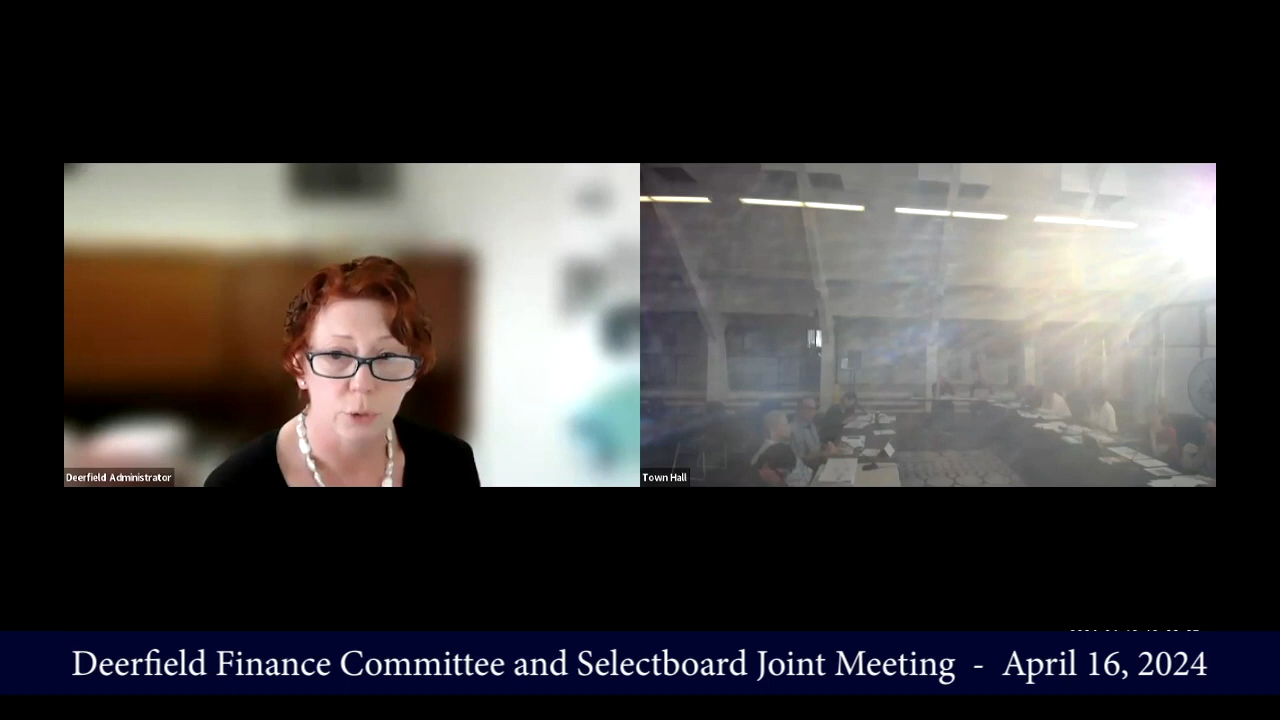 Deerfield Administrator
Town Hall
Deerfield Finance Committee and Selectboard Joint Meeting - April 16, 2024